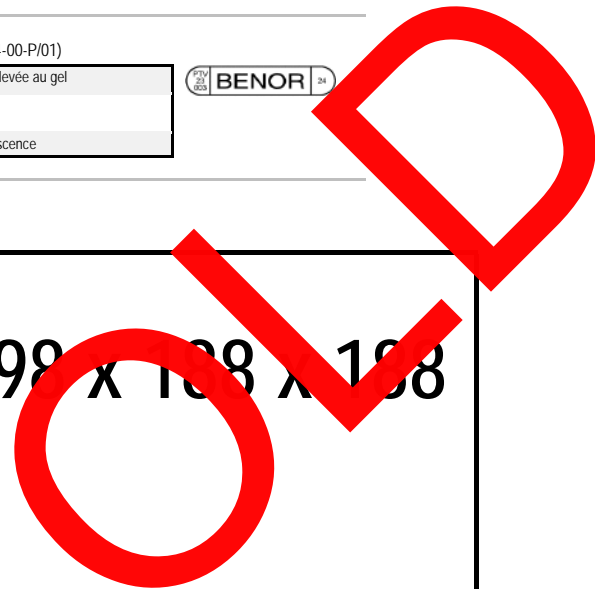 -00-P/01)
levée au gel
PTV
23
003
BENOR
24
scence
98 x 188 x 188
OLD